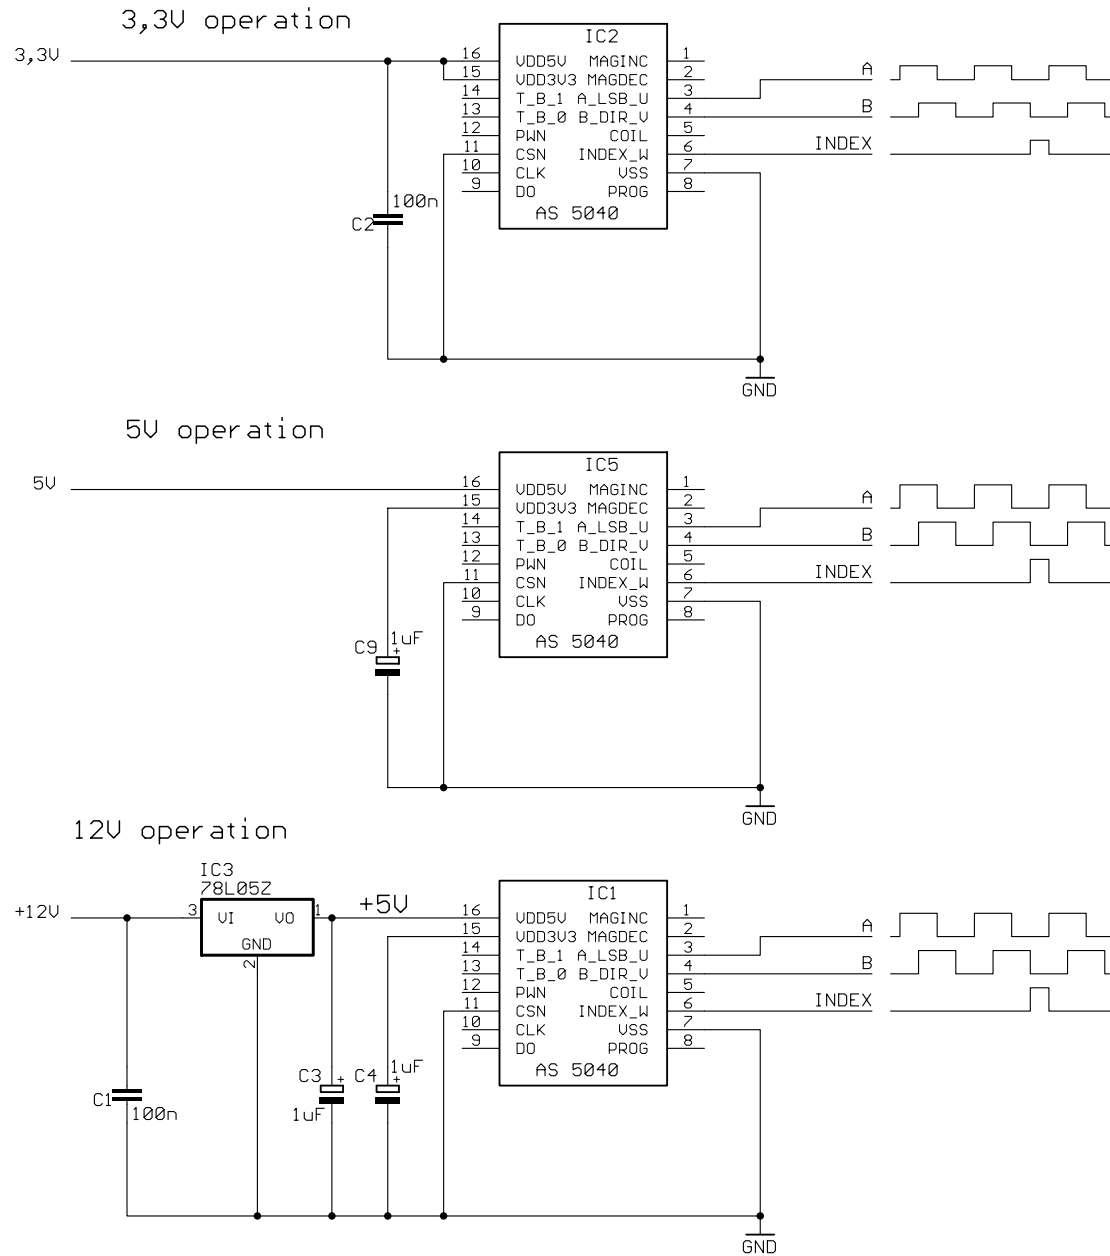 3,3V operation
3,3V
IC2
16 VDD5V MAGINC 1
15 VDD3V3 MAGDEC 2
14 T_B_1 A_LSB_U 3
13 T_B_0 B_DIR_V 4
12 PWN COIL 5
11 CSN INDEX_W 6
10 CLK VSS 7
9 DO PROG 8
AS 5040
A
B
INDEX
100n
C2
GND
5V operation
5V
IC5
16 VDD5V MAGINC 1
15 VDD3V3 MAGDEC 2
14 T_B_1 A_LSB_U 3
13 T_B_0 B_DIR_V 4
12 PWN COIL 5
11 CSN INDEX_W 6
10 CLK VSS 7
9 DO PROG 8
AS 5040
A
B
INDEX
C9 1uF
+
GND
12V operation
IC3
78L05Z
+12V
3 VI VO 1
GND
2
+5V
IC1
16 VDD5V MAGINC 1
15 VDD3V3 MAGDEC 2
14 T_B_1 A_LSB_U 3
13 T_B_0 B_DIR_V 4
12 PWN COIL 5
11 CSN INDEX_W 6
10 CLK VSS 7
9 DO PROG 8
AS 5040
A
B
INDEX
C1
100n
C3 +
1uF
C4 1uF
+
GND